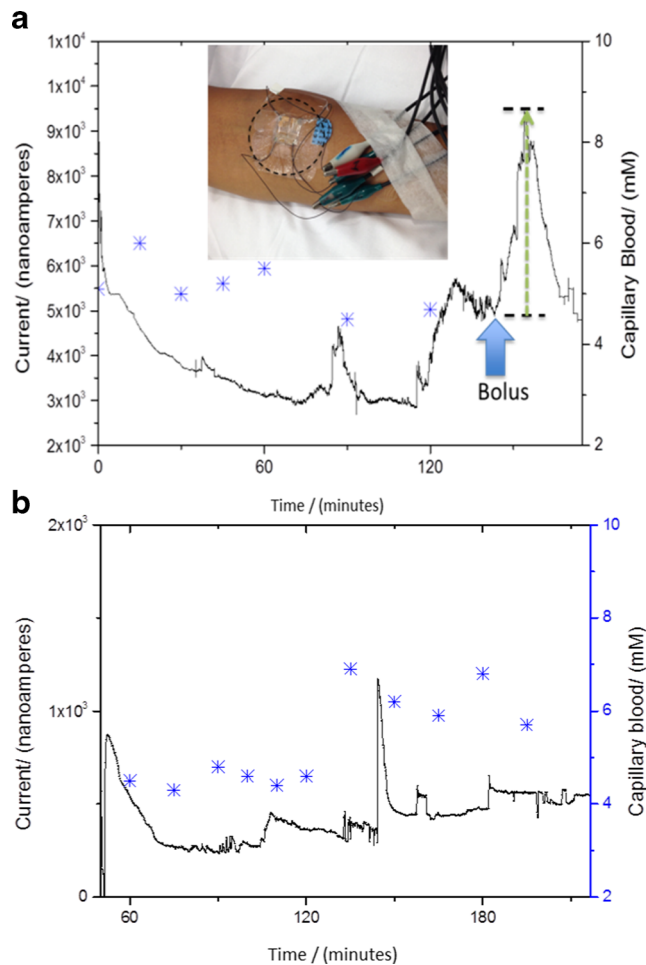 a
1x10⁴
1x10⁴
9x10³
8x10³
7x10³
6x10³
5x10³
4x10³
3x10³
2x10³
Current/ (nanoamperes)
10
8
6
4
2
Capillary Blood/ (mM)
Bolus
0
60
120
Time / (minutes)
b
2x10³
1x10³
0
Current/ (nanoamperes)
10
8
6
4
2
Capillary blood/ (mM)
60
120
180
Time / (minutes)